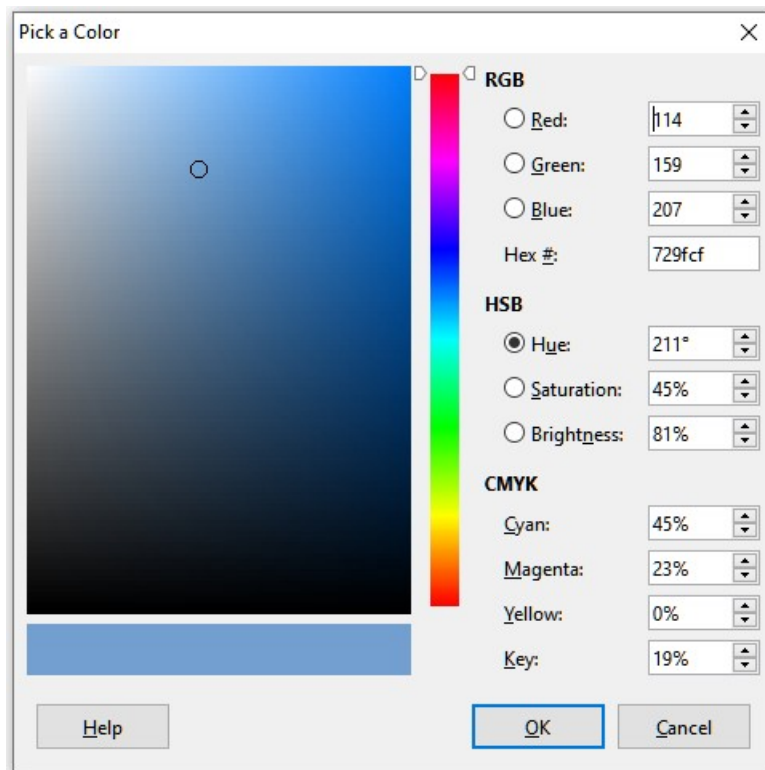 Pick a Color
RGB
Red: 114
Green: 159
Blue: 207
Hex #: 729fcf
HSB
Hue: 211°
Saturation: 45%
Brightness: 81%
CMYK
Cyan: 45%
Magenta: 23%
Yellow: 0%
Key: 19%
Help OK Cancel